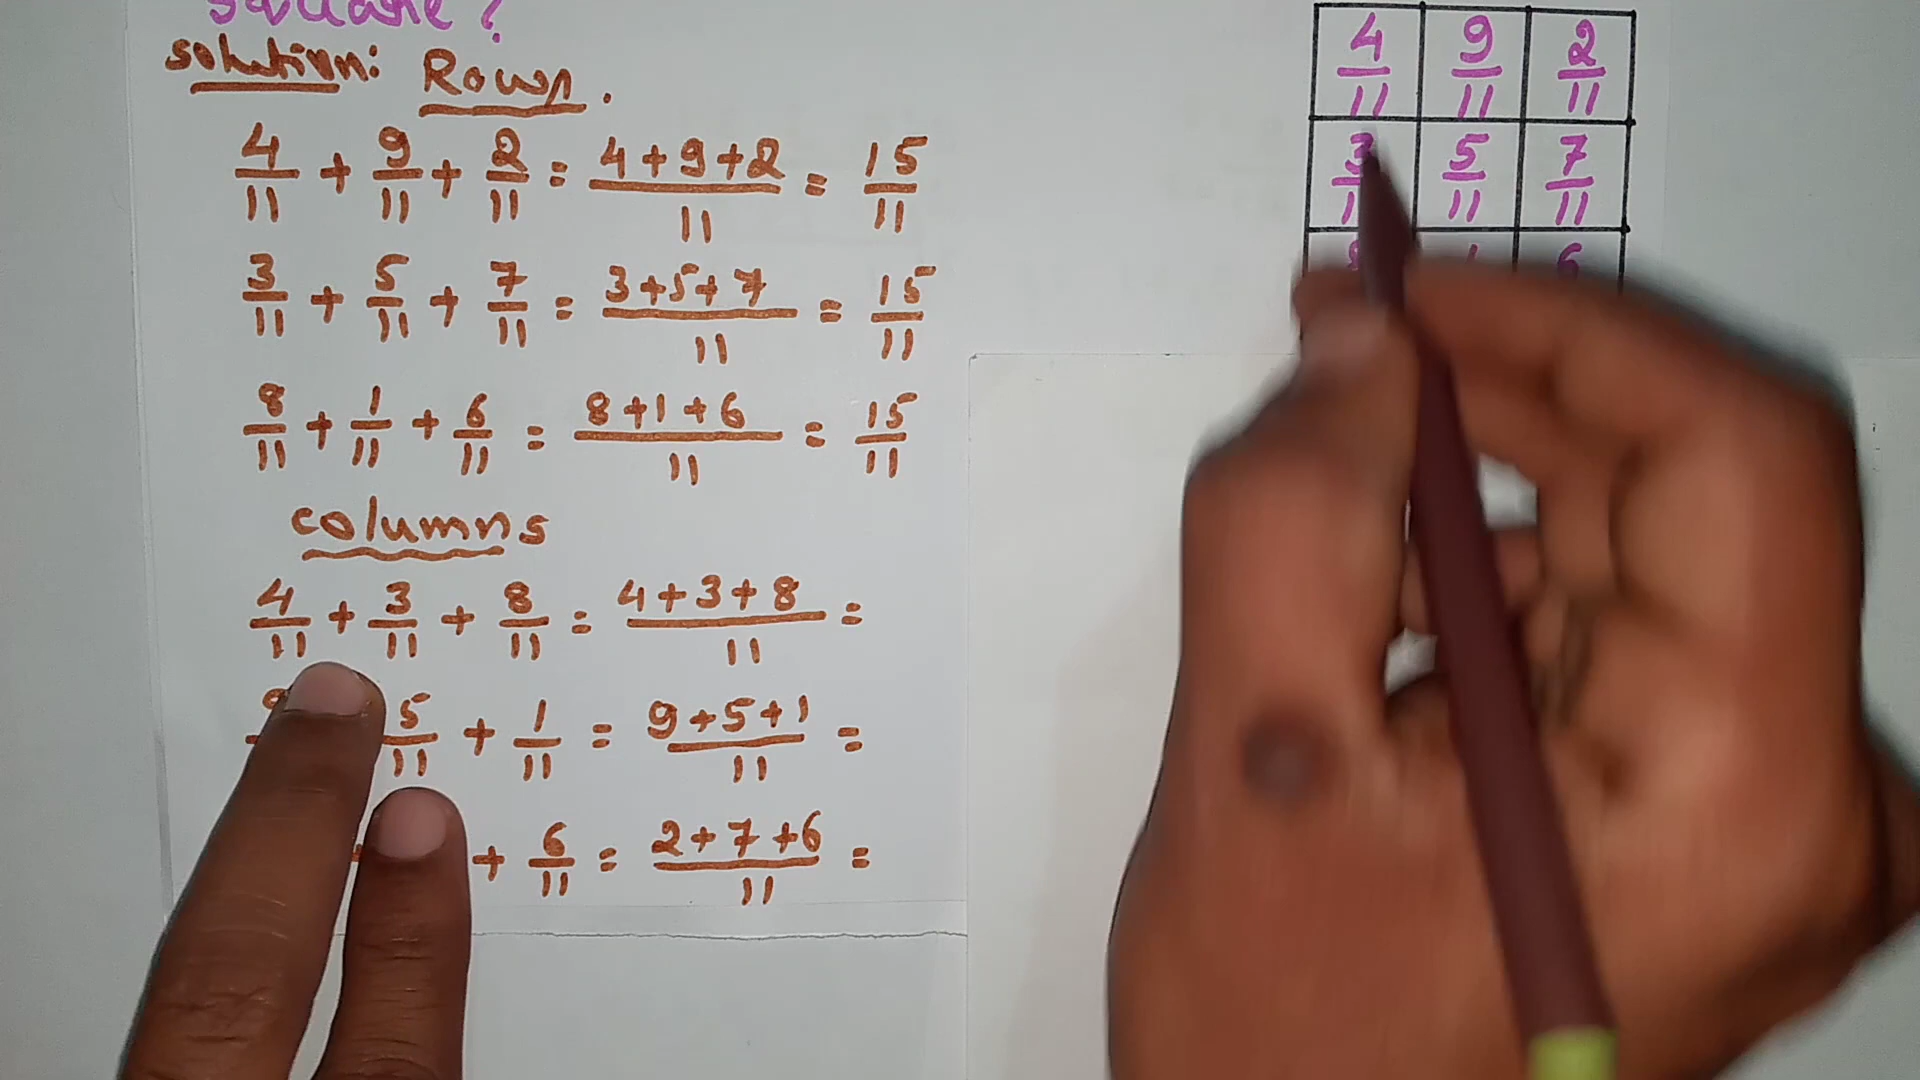 square?
solution: Rows.
4/11 + 9/11 + 2/11 = 4+9+2/11 = 15/11
3/11 + 5/11 + 7/11 = 3+5+7/11 = 15/11
8/11 + 1/11 + 6/11 = 8+1+6/11 = 15/11
columns
4/11 + 3/11 + 8/11 = 4+3+8/11 =
5/11 + 1/11 = 9+5+1/11 =
+ 6/11 = 2+7+6/11 =
4/11 9/11 2/11
3 5/11 7/11
6